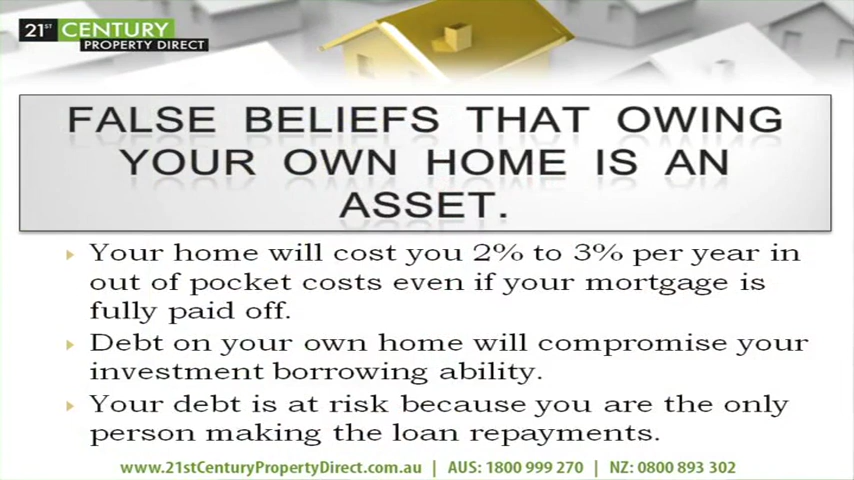 21ST CENTURY
PROPERTY DIRECT
FALSE BELIEFS THAT OWING
YOUR OWN HOME IS AN
ASSET.
Your home will cost you 2% to 3% per year in
out of pocket costs even if your mortgage is
fully paid off.
Debt on your own home will compromise your
investment borrowing ability.
Your debt is at risk because you are the only
person making the loan repayments.
www.21stCenturyPropertyDirect.com.au | AUS: 1800 999 270 | NZ: 0800 893 302